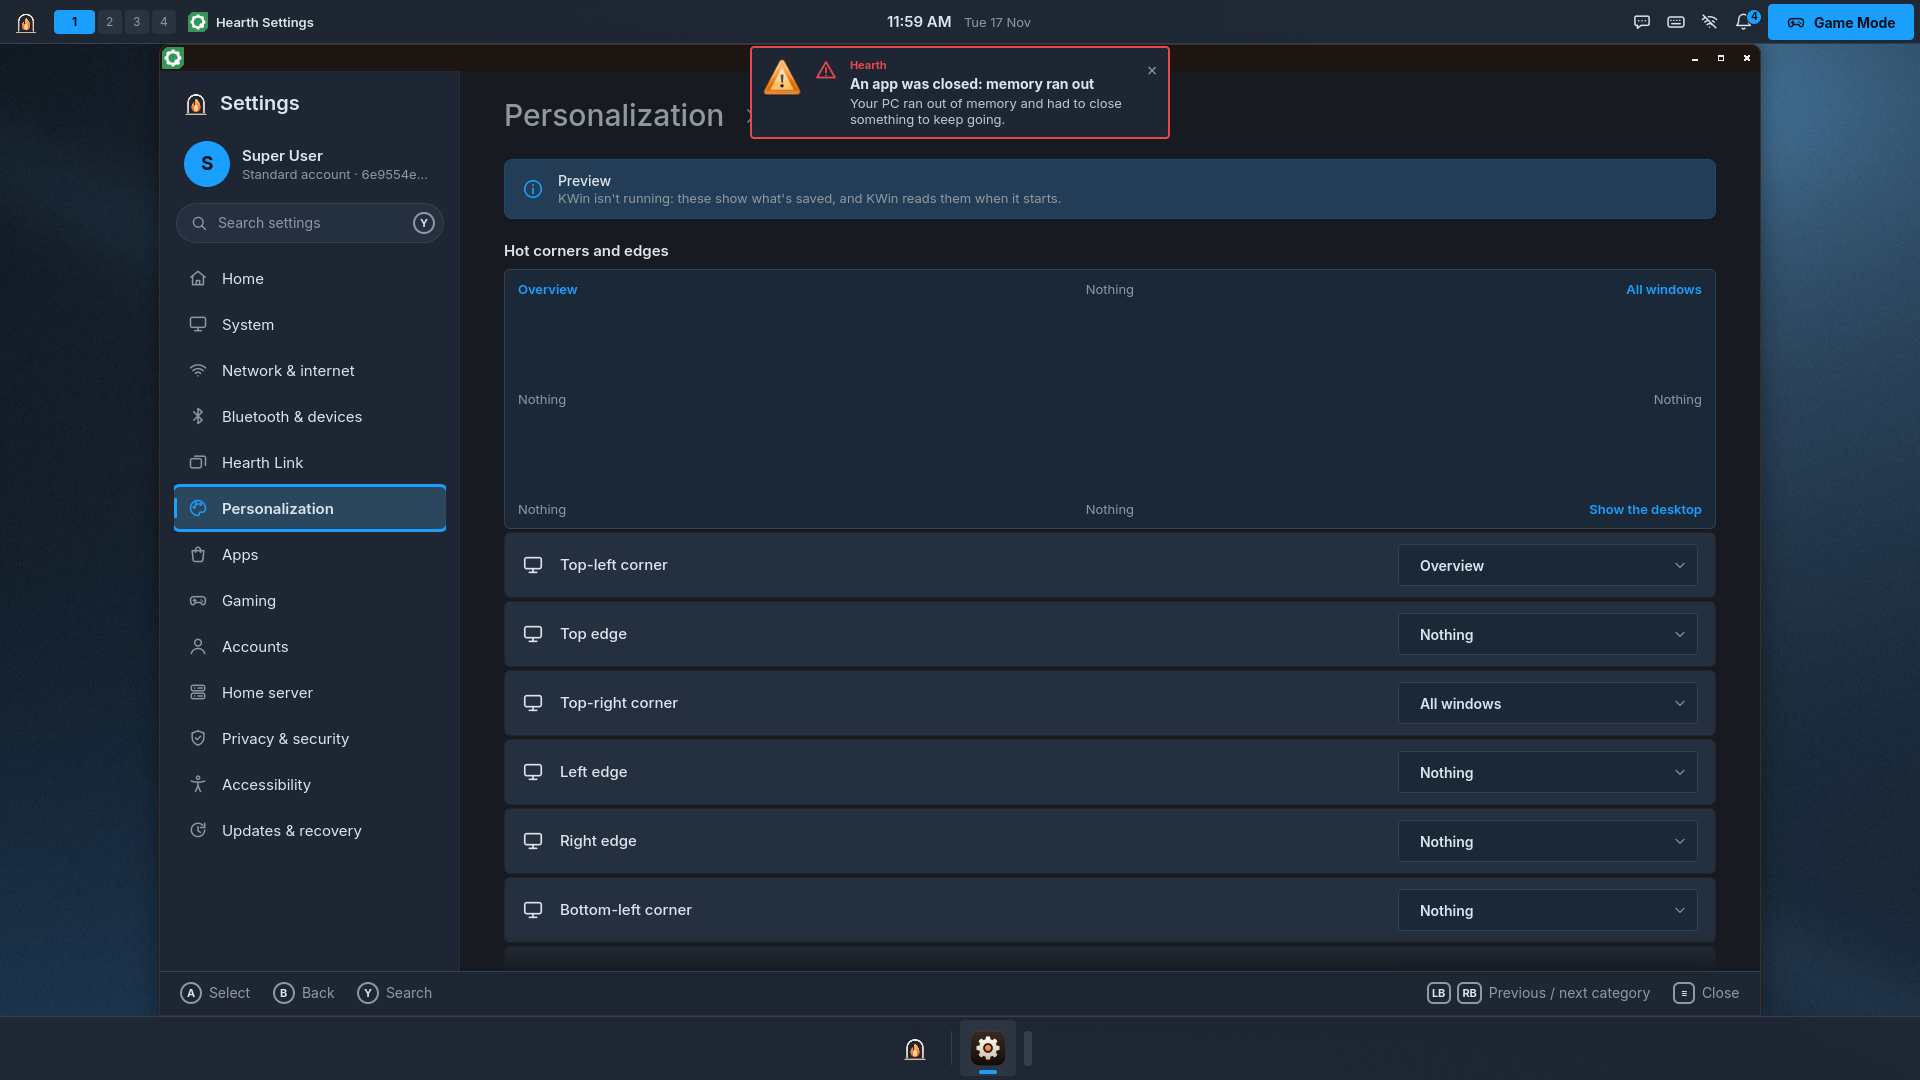 1 2 3 4 Hearth Settings
11:59 AM Tue 17 Nov
4
Game Mode
Settings
S
Super User
Standard account · 6e9554e...
Search settings Y
Home
System
Network & internet
Bluetooth & devices
Hearth Link
Personalization
Apps
Gaming
Accounts
Home server
Privacy & security
Accessibility
Updates & recovery
Hearth
An app was closed: memory ran out
Your PC ran out of memory and had to close
something to keep going.
Personalization
Preview
KWin isn't running: these show what's saved, and KWin reads them when it starts.
Hot corners and edges
Overview Nothing All windows
Nothing Nothing
Nothing Nothing Show the desktop
Top-left corner Overview
Top edge Nothing
Top-right corner All windows
Left edge Nothing
Right edge Nothing
Bottom-left corner Nothing
A Select B Back Y Search
LB RB Previous / next category Close